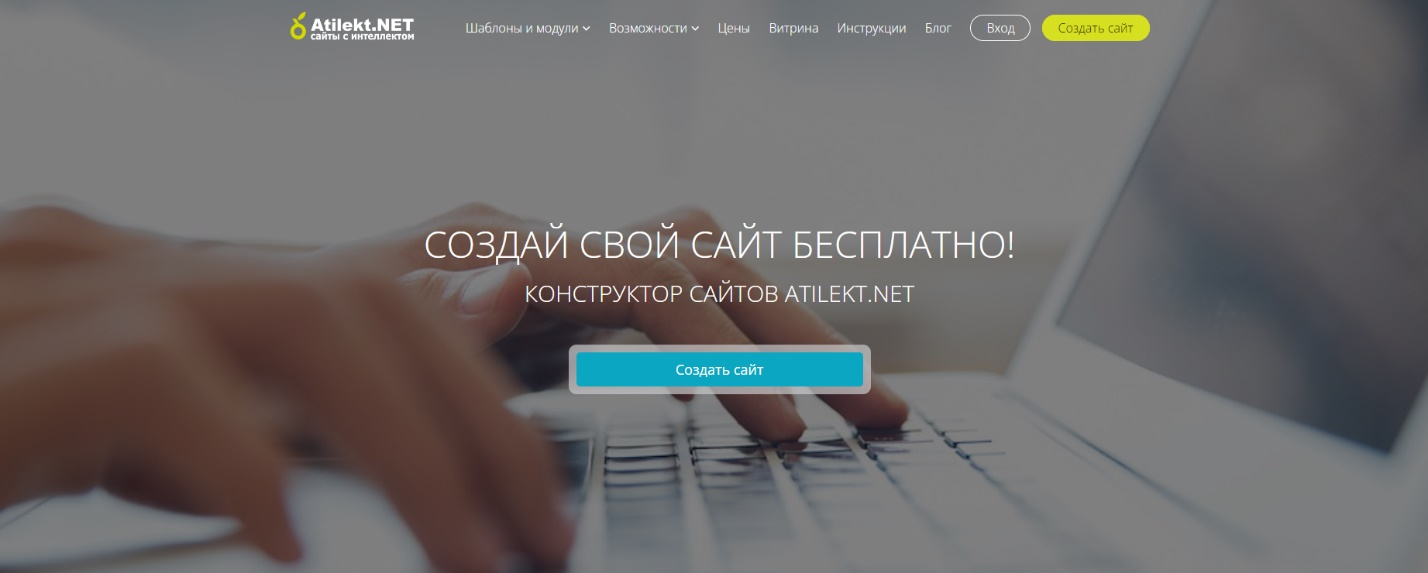 Atilekt.NET
сайты с интеллектом
Шаблоны и модули Возможности Цены Витрина Инструкции Блог Вход Создать сайт
СОЗДАЙ СВОЙ САЙТ БЕСПЛАТНО!
КОНСТРУКТОР САЙТОВ ATILEKT.NET
Создать сайт